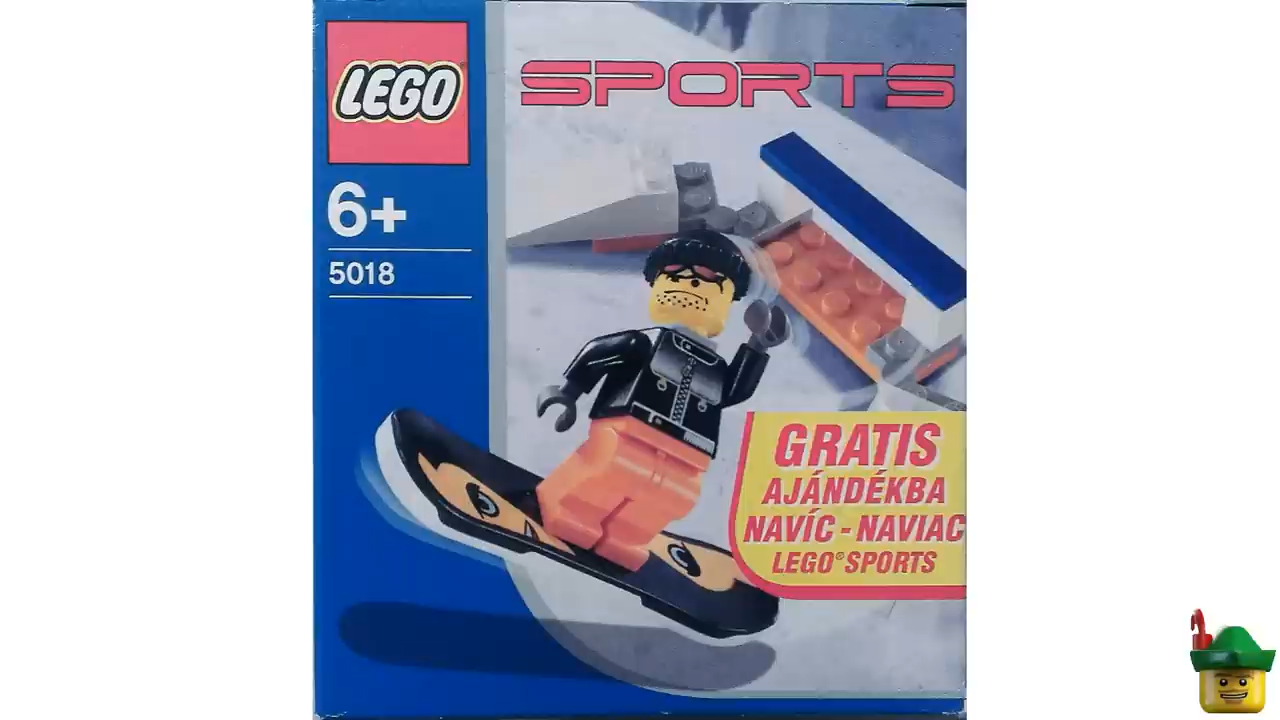 LEGO
SPORTS
6+
5018
GRATIS
AJÁNDÉKBA
NAVÍC - NAVIAC
LEGO® SPORTS